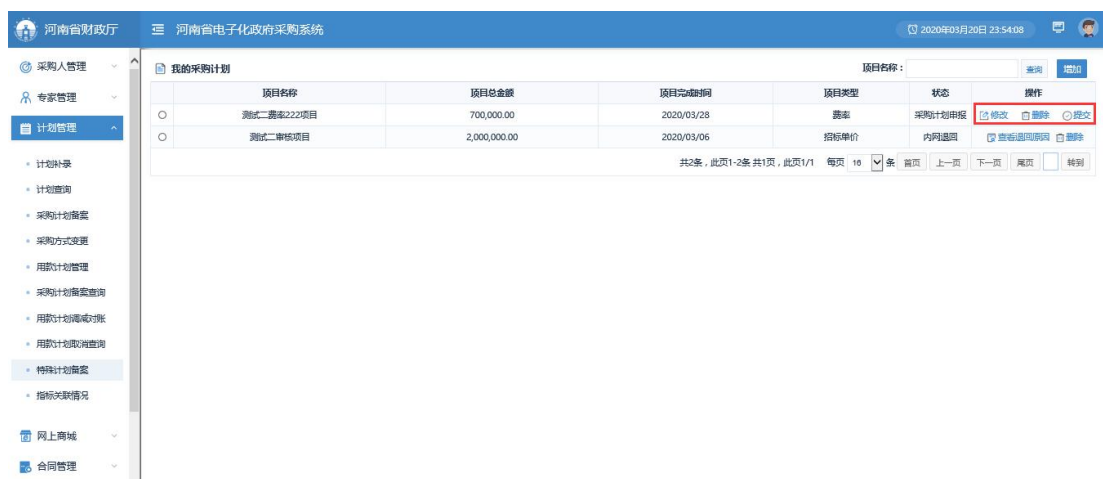 河南省财政厅
河南省电子化政府采购系统
2020年03月20日 23:54:08
采购人管理
专家管理
计划管理
计划补录
计划查询
采购计划备案
采购方式变更
用款计划管理
采购计划备案查询
用款计划调减对账
用款计划取消查询
特殊计划备案
指标关联情况
网上商城
合同管理
我的采购计划 项目名称： 查询 增加
项目名称 项目总金额 项目完成时间 项目类型 状态 操作
测试二费率222项目 700,000.00 2020/03/28 费率 采购计划申报 修改 删除 提交
测试二审核项目 2,000,000.00 2020/03/06 招标单价 内网退回 查看退回原因 删除
共2条，此页1-2条 共1页，此页1/1 每页 16 条 首页 上一页 下一页 尾页 转到